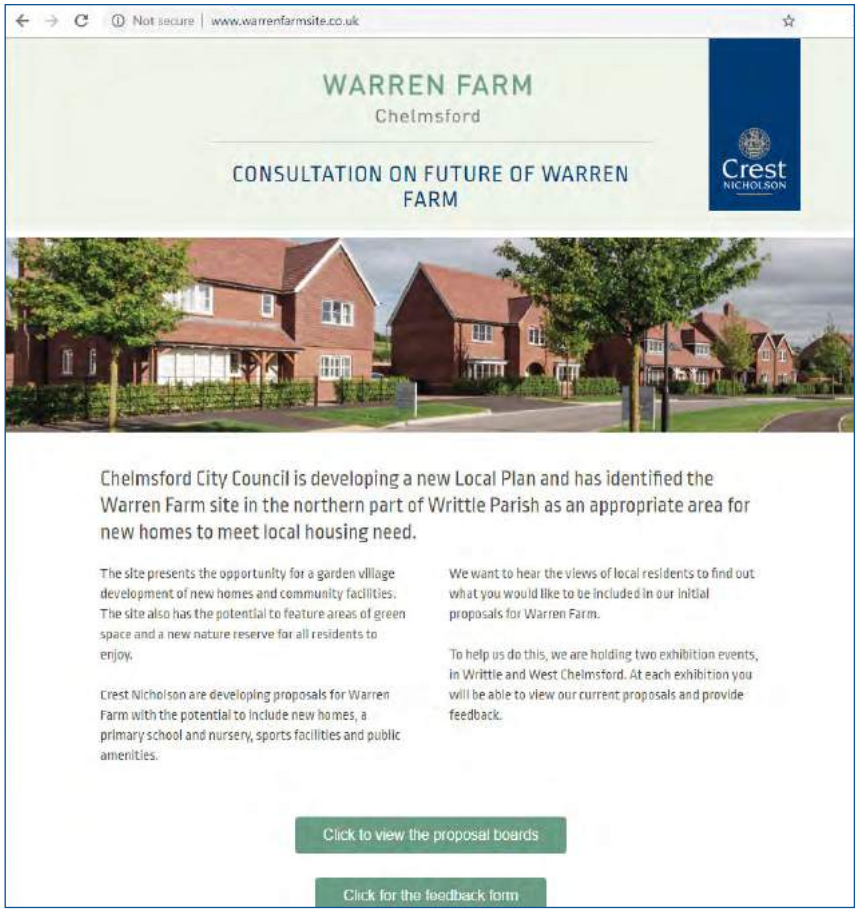 Not secure | www.warrenfarmsite.co.uk
WARREN FARM
Chelmsford
CONSULTATION ON FUTURE OF WARREN
FARM
Crest
NICHOLSON
Chelmsford City Council is developing a new Local Plan and has identified the
Warren Farm site in the northern part of Writtle Parish as an appropriate area for
new homes to meet local housing need.
The site presents the opportunity for a garden village
development of new homes and community facilities.
The site also has the potential to feature areas of green
space and a new nature reserve for all residents to
enjoy.
Crest Nicholson are developing proposals for Warren
Farm with the potential to include new homes, a
primary school and nursery, sports facilities and public
amenities.
We want to hear the views of local residents to find out
what you would like to be included in our initial
proposals for Warren Farm.
To help us do this, we are holding two exhibition events,
in Writtle and West Chelmsford. At each exhibition you
will be able to view our current proposals and provide
feedback.
Click to view the proposal boards
Click for the feedback form